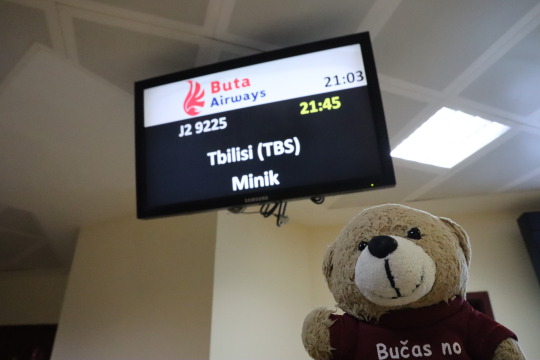 Buta
Airways
21:03
J2 9225
21:45
Tbilisi (TBS)
Minik
SAMSUNG
Bučas no